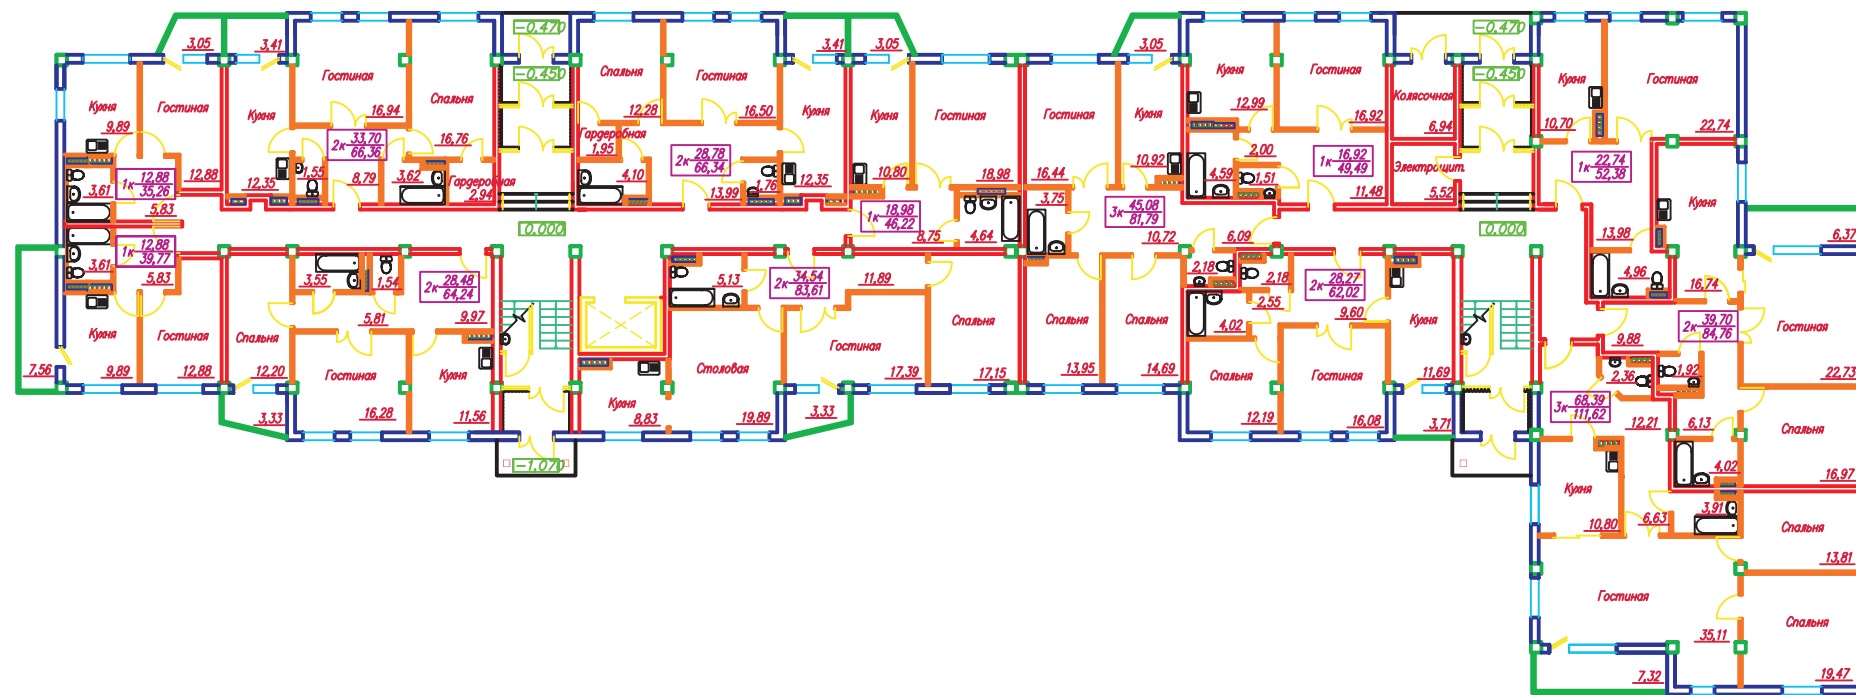 -0.470
-0.470
3,05
3,41
3,41
3,05
3,05
Гостиная
Спальня
Гостиная
Кухня
Гостиная
Кухня
Гостиная
-0.450
-0.450
Кухня
Гостиная
Кухня
16,94
Спальня
12,28
16,50
Кухня
Кухня
Гостиная
Гостиная
Кухня
12,99
16,92
Колясочная
6,94
10,70
22,74
9,89
2к 33,70 66,36
16,76
Гардеробная
1,95
2к 28,78 66,34
2,00
1к 16,92 49,49
1к 22,74 52,38
1к 12,88 35,26
12,88
12,35
1,55
8,79
3,62
Гардеробная
2,94
4,10
13,99
1,76
12,35
10,80
18,98
16,44
10,92
4,59
1,51
11,48
Электрощит.
5,52
Кухня
3,61
5,83
3,75
3к 45,08 81,79
1к 18,98 46,22
0.000
0.000
8,75
4,64
10,72
6,09
13,98
6,37
1к 12,88 39,77
3,61
5,83
3,55
1,54
2к 28,48 64,24
5,13
2к 34,54 83,61
11,89
2,18
2,18
2к 28,27 62,02
4,96
16,74
5,81
9,97
2,55
4,02
9,60
2к 39,70 84,76
Кухня
Гостиная
Спальня
Гостиная
Кухня
Столовая
Гостиная
Спальня
Спальня
Спальня
Спальня
Гостиная
Кухня
9,88
Гостиная
7,56
9,89
12,88
12,20
17,39
17,15
13,95
14,69
11,69
2,36
1,92
22,73
3,33
16,28
11,56
Кухня
8,83
19,89
3,33
12,19
16,08
3,71
3к 68,39 111,62
12,21
6,13
Спальня
-1.070
4,02
16,97
Кухня
10,80
6,63
3,91
Спальня
13,81
Гостиная
35,11
Спальня
7,32
19,47